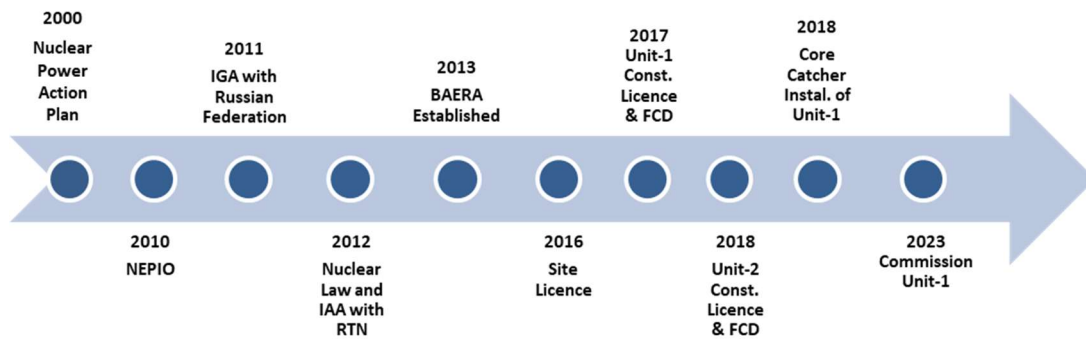 2000
Nuclear
Power
Action
Plan
2010
NEPIO
2011
IGA with
Russian
Federation
2012
Nuclear
Law and
IAA with
RTN
2013
BAERA
Established
2016
Site
Licence
2017
Unit-1
Const.
Licence
& FCD
2018
Unit-2
Const.
Licence
& FCD
2018
Core
Catcher
Instal. of
Unit-1
2023
Commission
Unit-1